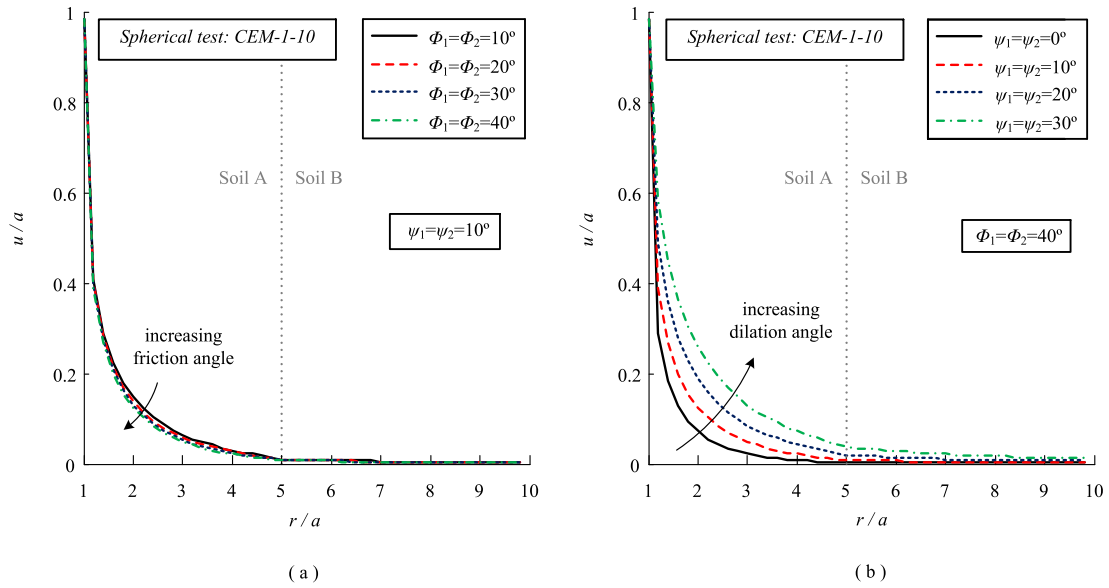 Spherical test: CEM-1-10
Φ1=Φ2=10º
Φ1=Φ2=20º
Φ1=Φ2=30º
Φ1=Φ2=40º
Soil A
Soil B
ψ1=ψ2=10º
increasing
friction angle
u / a
1
0.8
0.6
0.4
0.2
0
1 2 3 4 5 6 7 8 9 10
r / a
( a )
Spherical test: CEM-1-10
ψ1=ψ2=0º
ψ1=ψ2=10º
ψ1=ψ2=20º
ψ1=ψ2=30º
Soil A
Soil B
Φ1=Φ2=40º
increasing
dilation angle
u / a
1
0.8
0.6
0.4
0.2
0
1 2 3 4 5 6 7 8 9 10
r / a
( b )